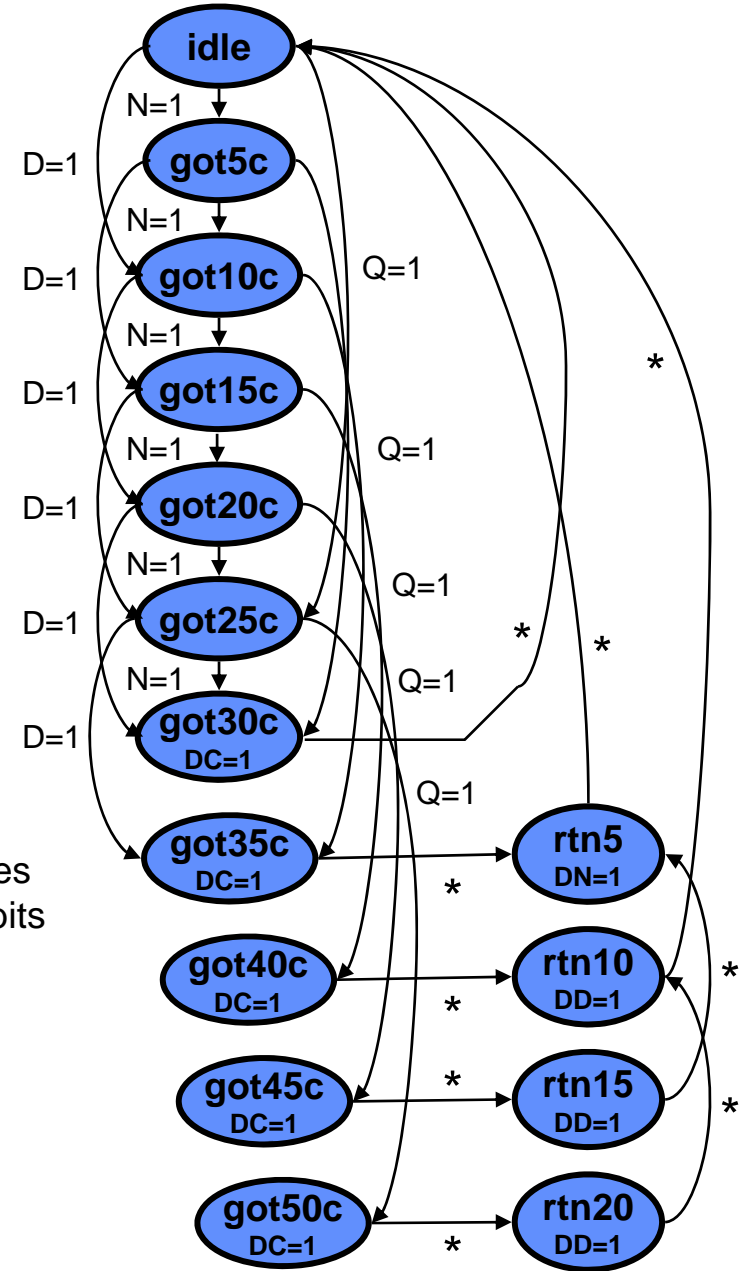 idle
N=1
got5c
D=1
N=1
got10c
Q=1
D=1
N=1
*
got15c
D=1
N=1
Q=1
got20c
D=1
N=1
Q=1
got25c
D=1
*
*
N=1
Q=1
got30c
DC=1
D=1
Q=1
got35c
DC=1
rtn5
DN=1
*
es
oits
got40c
DC=1
rtn10
DD=1
*
*
got45c
DC=1
*
rtn15
DD=1
*
got50c
DC=1
*
rtn20
DD=1